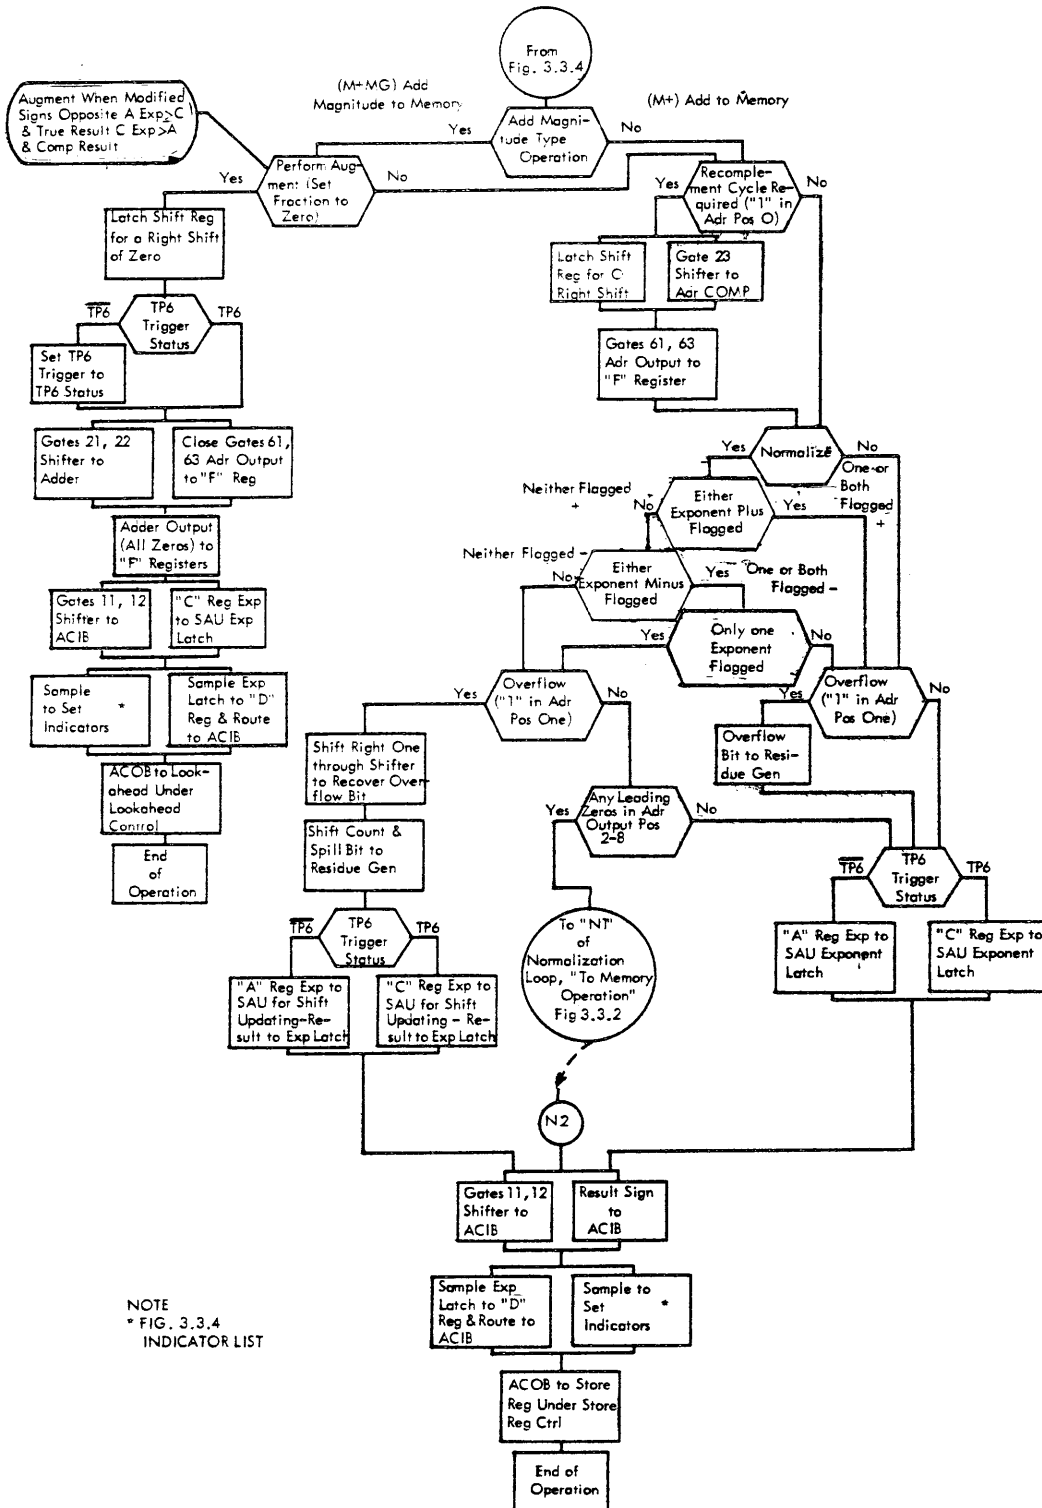 From
Fig. 3.3.4
(M+MG) Add
Magnitude to Memory
(M+) Add to Memory
Augment When Modified
Signs Opposite A Exp≥C
& True Result C Exp>A
& Comp Result
Yes
Add Magni-
tude Type
Operation
No
Yes
Perform Aug-
ment (Set
Fraction to
Zero)
No
Yes
Recomple-
ment Cycle Re-
quired ("1" in
Adr Pos O)
No
Latch Shift Reg
for a Right Shift
of Zero
Latch Shift
Reg for C
Right Shift
Gate 23
Shifter to
Adr COMP
TP6
TP6
Trigger
Status
TP6
Gates 61, 63
Adr Output to
"F" Register
Set TP6
Trigger to
TP6 Status
Gates 21, 22
Shifter to
Adder
Close Gates 61,
63 Adr Output
to "F" Reg
Yes
Normalize
No
One or
Both
Flagged
+
Neither Flagged
+
No
Either
Exponent Plus
Flagged
Yes
Adder Output
(All Zeros) to
"F" Registers
Neither Flagged -
No
Either
Exponent Minus
Flagged
Yes
One or Both
Flagged -
Gates 11, 12
Shifter to
ACIB
"C" Reg Exp
to SAU Exp
Latch
Yes
Only one
Exponent
Flagged
No
Sample
to Set
Indicators *
Sample Exp
Latch to "D"
Reg & Route
to ACIB
Yes
Overflow
("1" in Adr
Pos One)
No
Yes
Overflow
("1" in Adr
Pos One)
No
ACOB to Look-
ahead Under
Lookahead
Control
Shift Right One
through Shifter
to Recover Over-
flow Bit
Overflow
Bit to Resi-
due Gen
Yes
Any Leading
Zeros in Adr
Output Pos
2-8
No
End
of
Operation
Shift Count &
Spill Bit to
Residue Gen
TP6
TP6
Trigger
Status
TP6
TP6
TP6
Trigger
Status
TP6
To "N1"
of
Normalization
Loop, "To Memory
Operation"
Fig 3.3.2
"A" Reg Exp to
SAU Exponent
Latch
"C" Reg Exp to
SAU Exponent
Latch
"A" Reg Exp to
SAU for Shift
Updating-Re-
sult to Exp Latch
"C" Reg Exp to
SAU for Shift
Updating - Re-
sult to Exp Latch
N2
Gates 11,12
Shifter to
ACIB
Result Sign
to
ACIB
Sample Exp
Latch to "D"
Reg & Route to
ACIB
Sample to
Set *
Indicators
NOTE
* FIG. 3.3.4
INDICATOR LIST
ACOB to Store
Reg Under Store
Reg Ctrl
End of
Operation